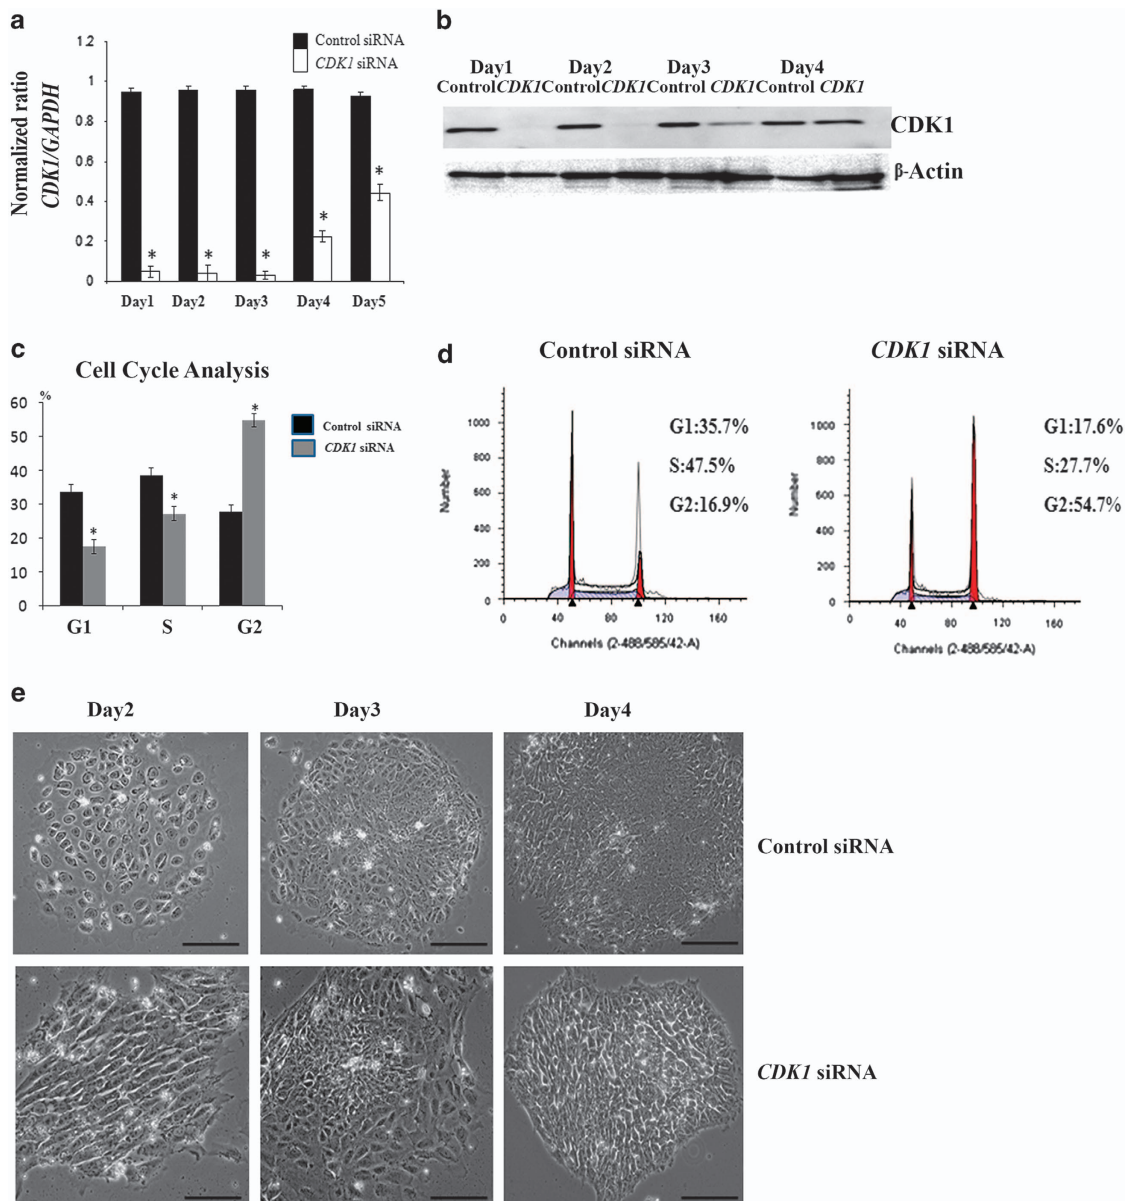 a
1.2
1
0.8
0.6
0.4
0.2
0
Normalized ratio
CDK1/GAPDH
Control siRNA
CDK1 siRNA
* * * * *
Day1 Day2 Day3 Day4 Day5
b
Day1 Day2 Day3 Day4
Control CDK1 Control CDK1 Control CDK1 Control CDK1
CDK1
β-Actin
c
Cell Cycle Analysis
%
60
50
40
30
20
10
0
* * *
G1 S G2
Control siRNA
CDK1 siRNA
d
Control siRNA
Number
1000
800
600
400
200
0
0 40 80 120 160
Channels (2-488/585/42-A)
G1:35.7%
S:47.5%
G2:16.9%
CDK1 siRNA
Number
1000
800
600
400
200
0
0 40 80 120 160
Channels (2-488/585/42-A)
G1:17.6%
S:27.7%
G2:54.7%
e
Day2 Day3 Day4
Control siRNA
CDK1 siRNA